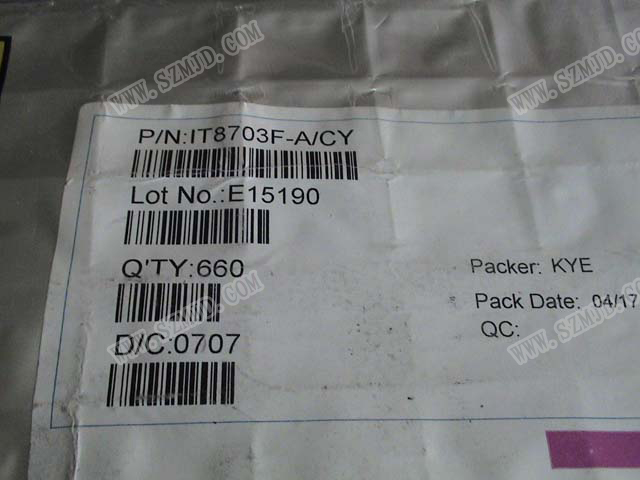 WWW.SZMJD.COM
WWW.SZMJD.COM
P/N:IT8703F-A/CY
Lot No.:E15190
Q'TY:660
D/C:0707
Packer: KYE
Pack Date: 04/17
QC:
WWW.SZMJD.COM
WWW.SZMJD.COM